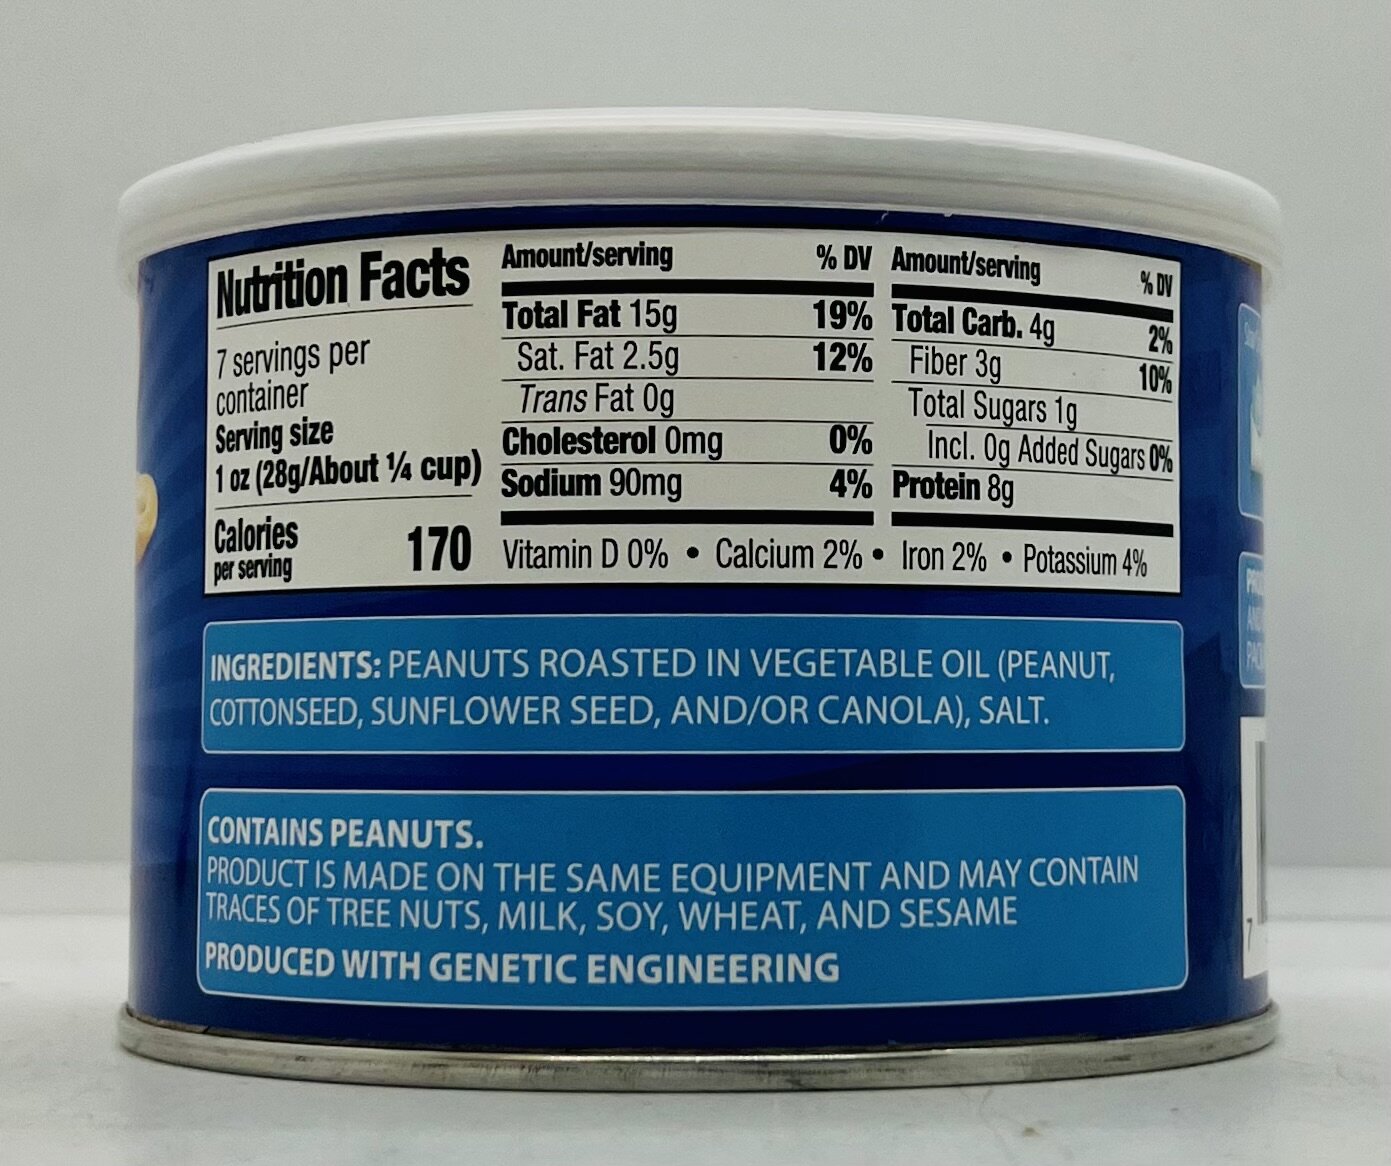 Nutrition Facts
7 servings per
container
Serving size
1 oz (28g/About ¼ cup)
Calories
per serving
170
Amount/serving % DV
Total Fat 15g 19%
Sat. Fat 2.5g 12%
Trans Fat 0g
Cholesterol 0mg 0%
Sodium 90mg 4%
Amount/serving % DV
Total Carb. 4g 2%
Fiber 3g 10%
Total Sugars 1g
Incl. 0g Added Sugars 0%
Protein 8g
Vitamin D 0% • Calcium 2% • Iron 2% • Potassium 4%
INGREDIENTS: PEANUTS ROASTED IN VEGETABLE OIL (PEANUT,
COTTONSEED, SUNFLOWER SEED, AND/OR CANOLA), SALT.
CONTAINS PEANUTS.
PRODUCT IS MADE ON THE SAME EQUIPMENT AND MAY CONTAIN
TRACES OF TREE NUTS, MILK, SOY, WHEAT, AND SESAME
PRODUCED WITH GENETIC ENGINEERING
7